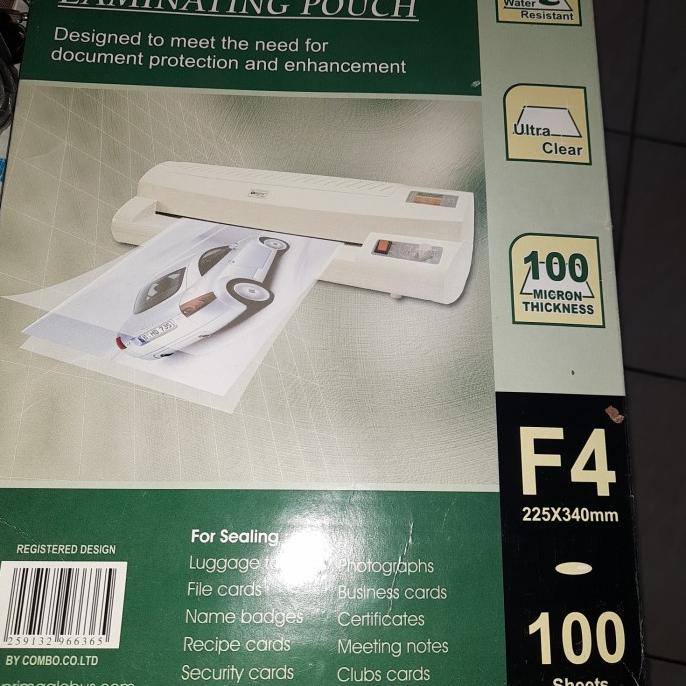 LAMINATING POUCH
Designed to meet the need for
document protection and enhancement
Water
Resistant
Ultra
Clear
100
MICRON
THICKNESS
F4
225X340mm
100
Sheets
For Sealing
Luggage
File cards
Name badges
Recipe cards
Security cards
Photographs
Business cards
Certificates
Meeting notes
Clubs cards
REGISTERED DESIGN
259132 966365
BY COMBO.CO.LTD